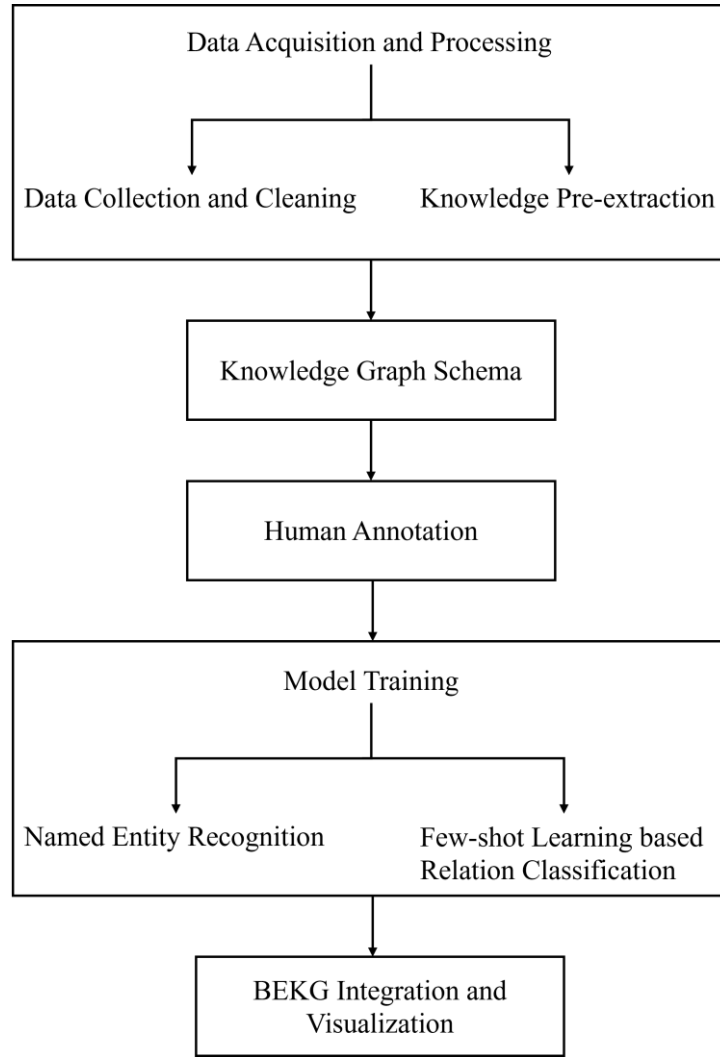 Data Acquisition and Processing
Data Collection and Cleaning
Knowledge Pre-extraction
Knowledge Graph Schema
Human Annotation
Model Training
Named Entity Recognition
Few-shot Learning based
Relation Classification
BEKG Integration and
Visualization